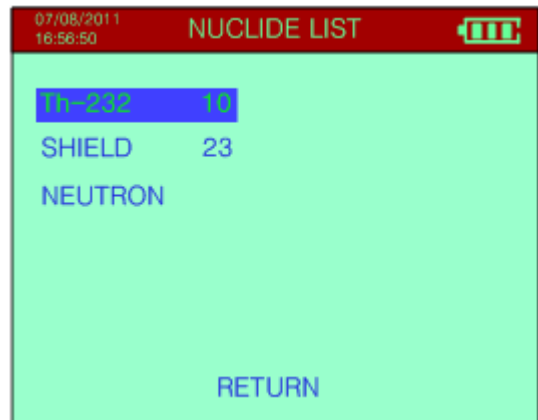 07/08/2011
16:56:50
NUCLIDE LIST
Th-232 10
SHIELD 23
NEUTRON
RETURN